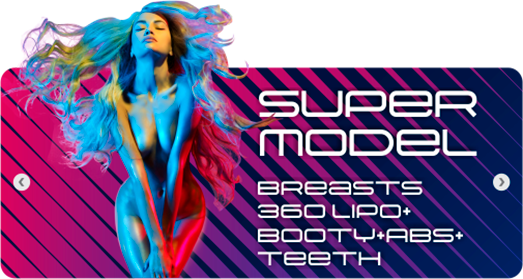 SUPER
MODEL
BREASTS
360 LIPO+
BOOTY+ABS+
TEETH